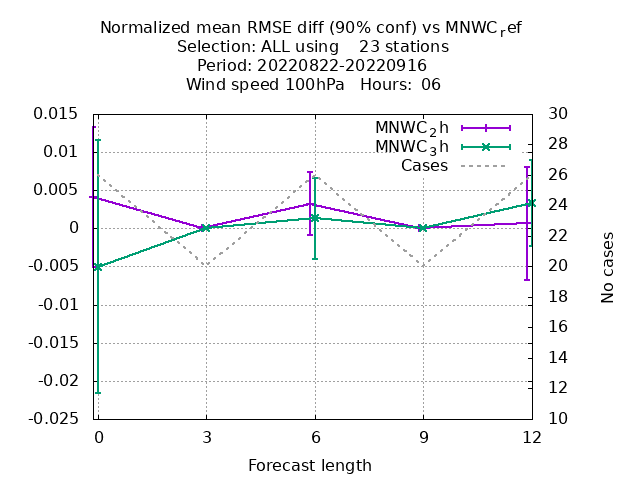 Normalized mean RMSE diff (90% conf) vs MNWC_ref
Selection: ALL using    23 stations
Period: 20220822-20220916
Wind speed 100hPa   Hours:  06
MNWC_2h
MNWC_3h
Cases
0.015
0.01
0.005
0
-0.005
-0.01
-0.015
-0.02
-0.025
30
28
26
24
22
20
18
16
14
12
10
No cases
0 3 6 9 12
Forecast length